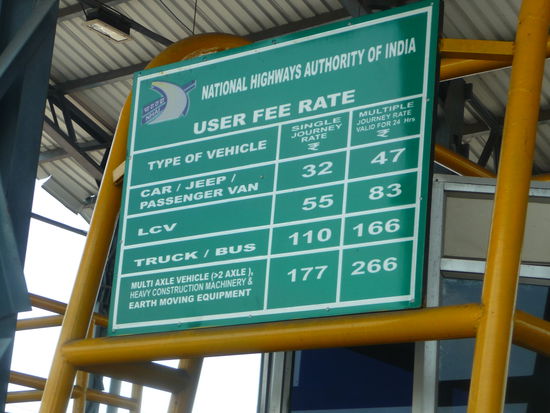 NATIONAL HIGHWAYS AUTHORITY OF INDIA
NHAI
USER FEE RATE
TYPE OF VEHICLE
SINGLE JOURNEY RATE ₹
MULTIPLE JOURNEY RATE VALID FOR 24 Hrs ₹
CAR / JEEP / PASSENGER VAN 32 47
LCV 55 83
TRUCK / BUS 110 166
MULTI AXLE VEHICLE (>2 AXLE ),
HEAVY CONSTRUCTION MACHINERY &
EARTH MOVING EQUIPMENT 177 266